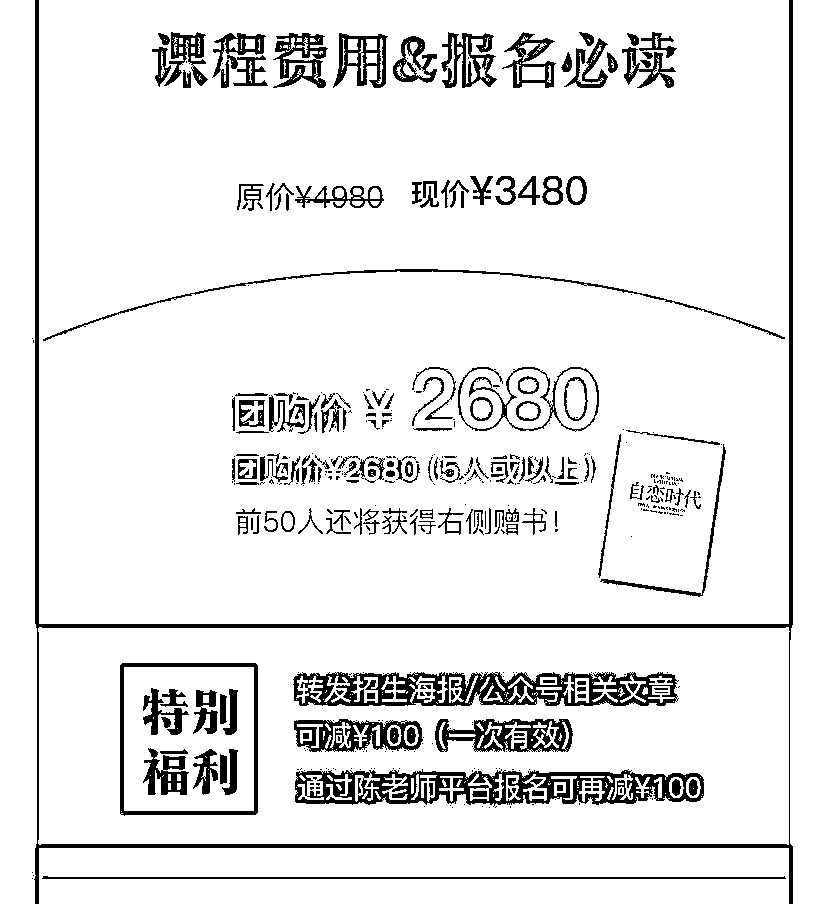 课程费用&报名必读
原价¥4980 现价¥3480
团购价 ¥ 2680
团购价¥2680 (5人或以上)
前50人还将获得右侧赠书!
自恋时代
特别
福利
转发招生海报/公众号相关文章
可减¥100 (一次有效)
通过陈老师平台报名可再减¥100